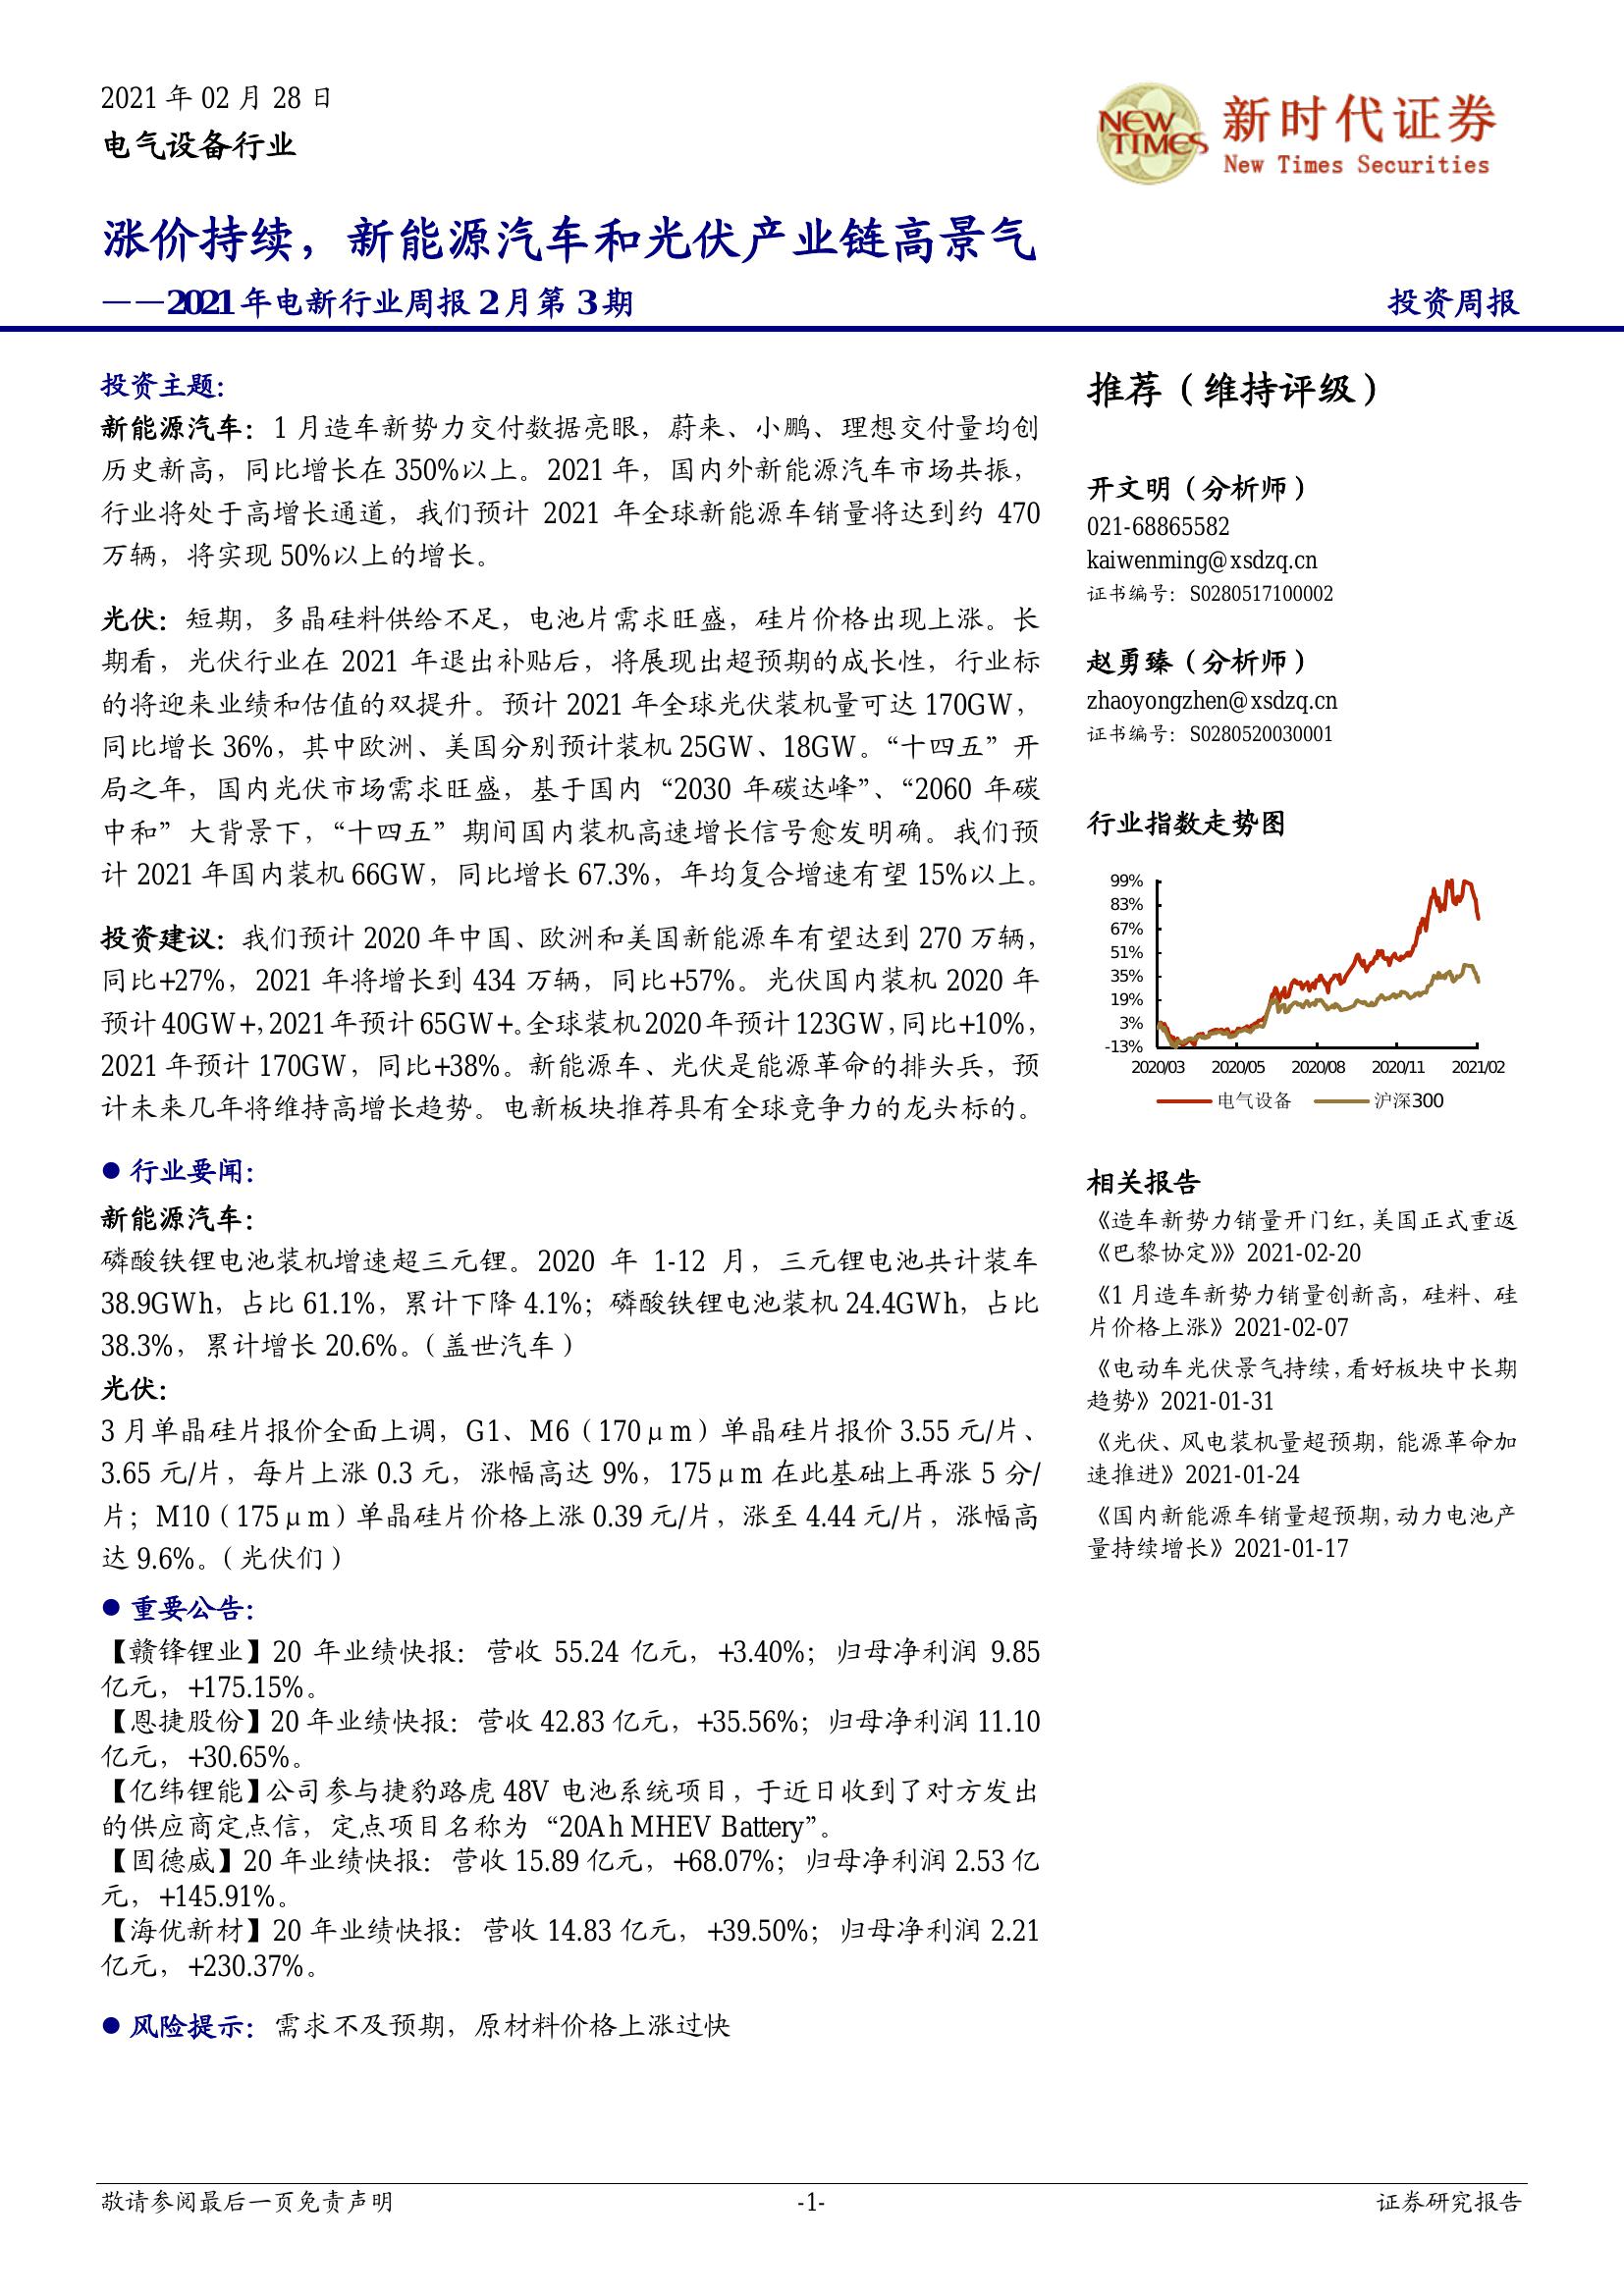 2021 年 02 月 28 日
电气设备行业
NEW TIMES
新时代证券
New Times Securities
涨价持续，新能源汽车和光伏产业链高景气
——2021 年电新行业周报 2 月第 3 期
投资周报
投资主题：
新能源汽车：1 月造车新势力交付数据亮眼，蔚来、小鹏、理想交付量均创
历史新高，同比增长在 350%以上。2021 年，国内外新能源汽车市场共振，
行业将处于高增长通道，我们预计 2021 年全球新能源车销量将达到约 470
万辆，将实现 50%以上的增长。
光伏：短期，多晶硅料供给不足，电池片需求旺盛，硅片价格出现上涨。长
期看，光伏行业在 2021 年退出补贴后，将展现出超预期的成长性，行业标
的将迎来业绩和估值的双提升。预计 2021 年全球光伏装机量可达 170GW，
同比增长 36%，其中欧洲、美国分别预计装机 25GW、18GW。“十四五”开
局之年，国内光伏市场需求旺盛，基于国内“2030 年碳达峰”、“2060 年碳
中和”大背景下，“十四五”期间国内装机高速增长信号愈发明确。我们预
计 2021 年国内装机 66GW，同比增长 67.3%，年均复合增速有望 15%以上。
投资建议：我们预计 2020 年中国、欧洲和美国新能源车有望达到 270 万辆，
同比+27%，2021 年将增长到 434 万辆，同比+57%。光伏国内装机 2020 年
预计 40GW+，2021 年预计 65GW+。全球装机 2020 年预计 123GW，同比+10%，
2021 年预计 170GW，同比+38%。新能源车、光伏是能源革命的排头兵，预
计未来几年将维持高增长趋势。电新板块推荐具有全球竞争力的龙头标的。
● 行业要闻：
新能源汽车：
磷酸铁锂电池装机增速超三元锂。2020 年 1-12 月，三元锂电池共计装车
38.9GWh，占比 61.1%，累计下降 4.1%；磷酸铁锂电池装机 24.4GWh，占比
38.3%，累计增长 20.6%。（盖世汽车）
光伏：
3 月单晶硅片报价全面上调，G1、M6（170μm）单晶硅片报价 3.55 元/片、
3.65 元/片，每片上涨 0.3 元，涨幅高达 9%，175μm 在此基础上再涨 5 分/
片；M10（175μm）单晶硅片价格上涨 0.39 元/片，涨至 4.44 元/片，涨幅高
达 9.6%。（光伏们）
● 重要公告：
【赣锋锂业】20 年业绩快报：营收 55.24 亿元，+3.40%；归母净利润 9.85
亿元，+175.15%。
【恩捷股份】20 年业绩快报：营收 42.83 亿元，+35.56%；归母净利润 11.10
亿元，+30.65%。
【亿纬锂能】公司参与捷豹路虎 48V 电池系统项目，于近日收到了对方发出
的供应商定点信，定点项目名称为“20Ah MHEV Battery”。
【固德威】20 年业绩快报：营收 15.89 亿元，+68.07%；归母净利润 2.53 亿
元，+145.91%。
【海优新材】20 年业绩快报：营收 14.83 亿元，+39.50%；归母净利润 2.21
亿元，+230.37%。
● 风险提示：需求不及预期，原材料价格上涨过快
推荐（维持评级）
开文明（分析师）
021-68865582
kaiwenming@xsdzq.cn
证书编号：S0280517100002
赵勇臻（分析师）
zhaoyongzhen@xsdzq.cn
证书编号：S0280520030001
行业指数走势图
99%
83%
67%
51%
35%
19%
3%
-13%
2020/03 2020/05 2020/08 2020/11 2021/02
电气设备 沪深300
相关报告
《造车新势力销量开门红，美国正式重返
《巴黎协定》》2021-02-20
《1 月造车新势力销量创新高，硅料、硅
片价格上涨》2021-02-07
《电动车光伏景气持续，看好板块中长期
趋势》2021-01-31
《光伏、风电装机量超预期，能源革命加
速推进》2021-01-24
《国内新能源车销量超预期，动力电池产
量持续增长》2021-01-17
敬请参阅最后一页免责声明
-1-
证券研究报告